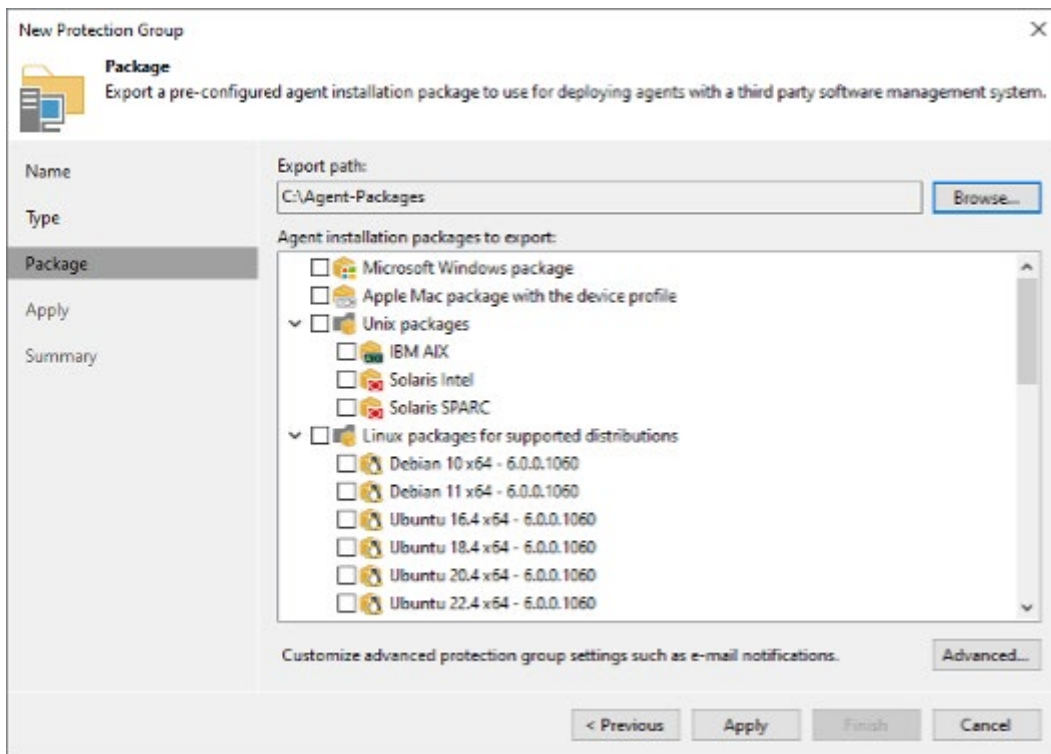 New Protection Group
Package
Export a pre-configured agent installation package to use for deploying agents with a third party software management system.
Name
Type
Package
Apply
Summary
Export path:
C:\Agent-Packages
Browse...
Agent installation packages to export:
Microsoft Windows package
Apple Mac package with the device profile
Unix packages
IBM AIX
Solaris Intel
Solaris SPARC
Linux packages for supported distributions
Debian 10 x64 - 6.0.0.1060
Debian 11 x64 - 6.0.0.1060
Ubuntu 16.4 x64 - 6.0.0.1060
Ubuntu 18.4 x64 - 6.0.0.1060
Ubuntu 20.4 x64 - 6.0.0.1060
Ubuntu 22.4 x64 - 6.0.0.1060
Customize advanced protection group settings such as e-mail notifications.
Advanced...
< Previous
Apply
Finish
Cancel